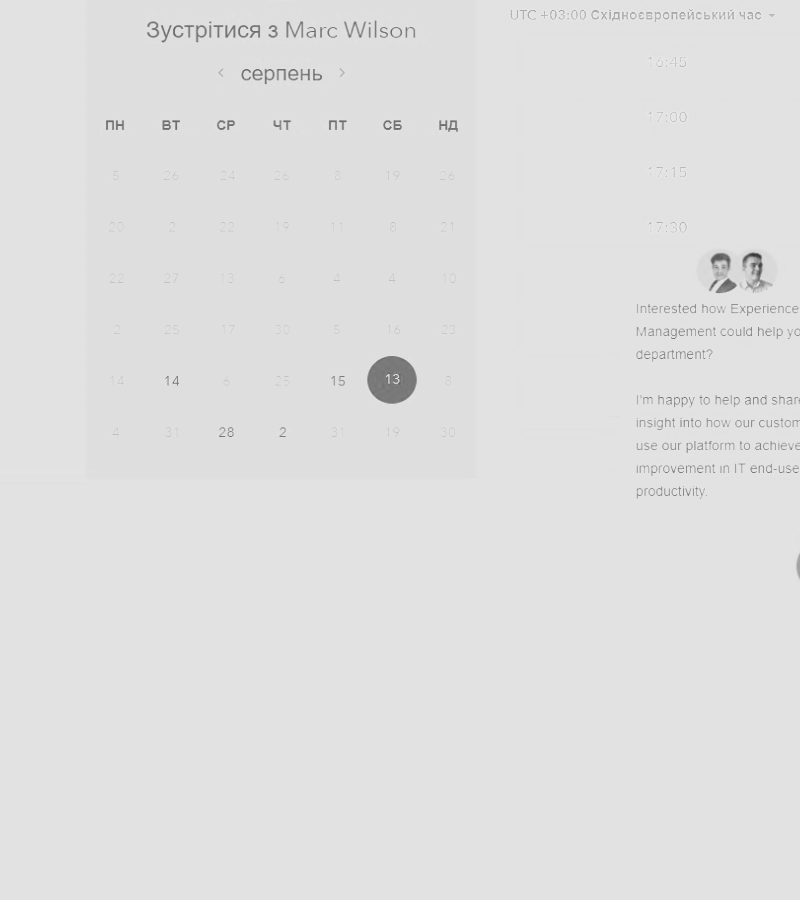 Зустрітися з Marc Wilson
‹ серпень ›
ПН ВТ СР ЧТ ПТ СБ НД
5 26 24 26 8 19 26
20 2 22 19 11 8 21
22 27 13 6 4 4 10
2 25 17 30 5 16 23
14 14 6 25 15 13 8
4 31 28 2 31 19 30
UTC +03:00 Східноєвропейський час
16:45
17:00
17:15
17:30
Interested how Experience
Management could help yo
department?
I'm happy to help and share
insight into how our custom
use our platform to achieve
improvement in IT end-use
productivity.